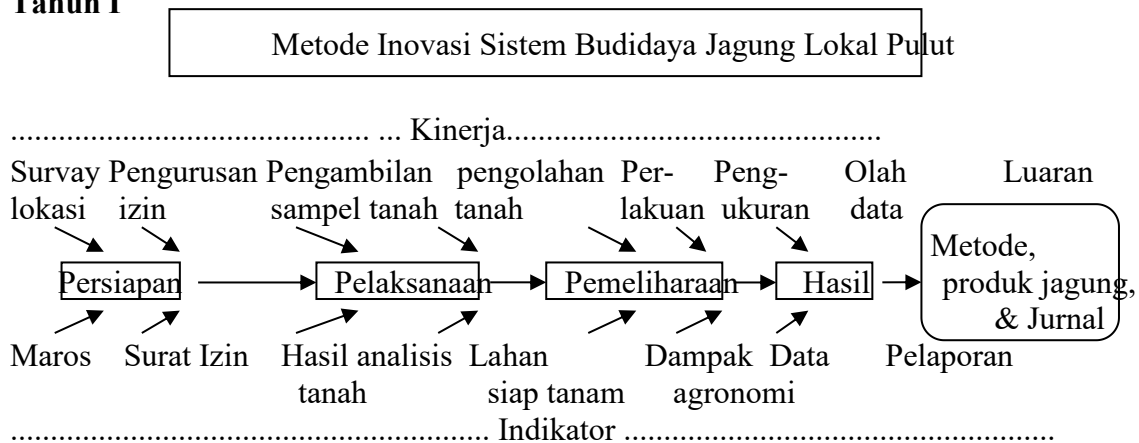 Tahun I
Metode Inovasi Sistem Budidaya Jagung Lokal Pulut
............................................. ... Kinerja...............................................
Survay Pengurusan Pengambilan pengolahan Per- Peng- Olah Luaran
lokasi izin sampel tanah tanah lakuan ukuran data
Metode,
Persiapan Pelaksanaan Pemeliharaan Hasil produk jagung,
& Jurnal
Maros Surat Izin Hasil analisis Lahan Dampak Data Pelaporan
tanah siap tanam agronomi
............................................................ Indikator ......................................................